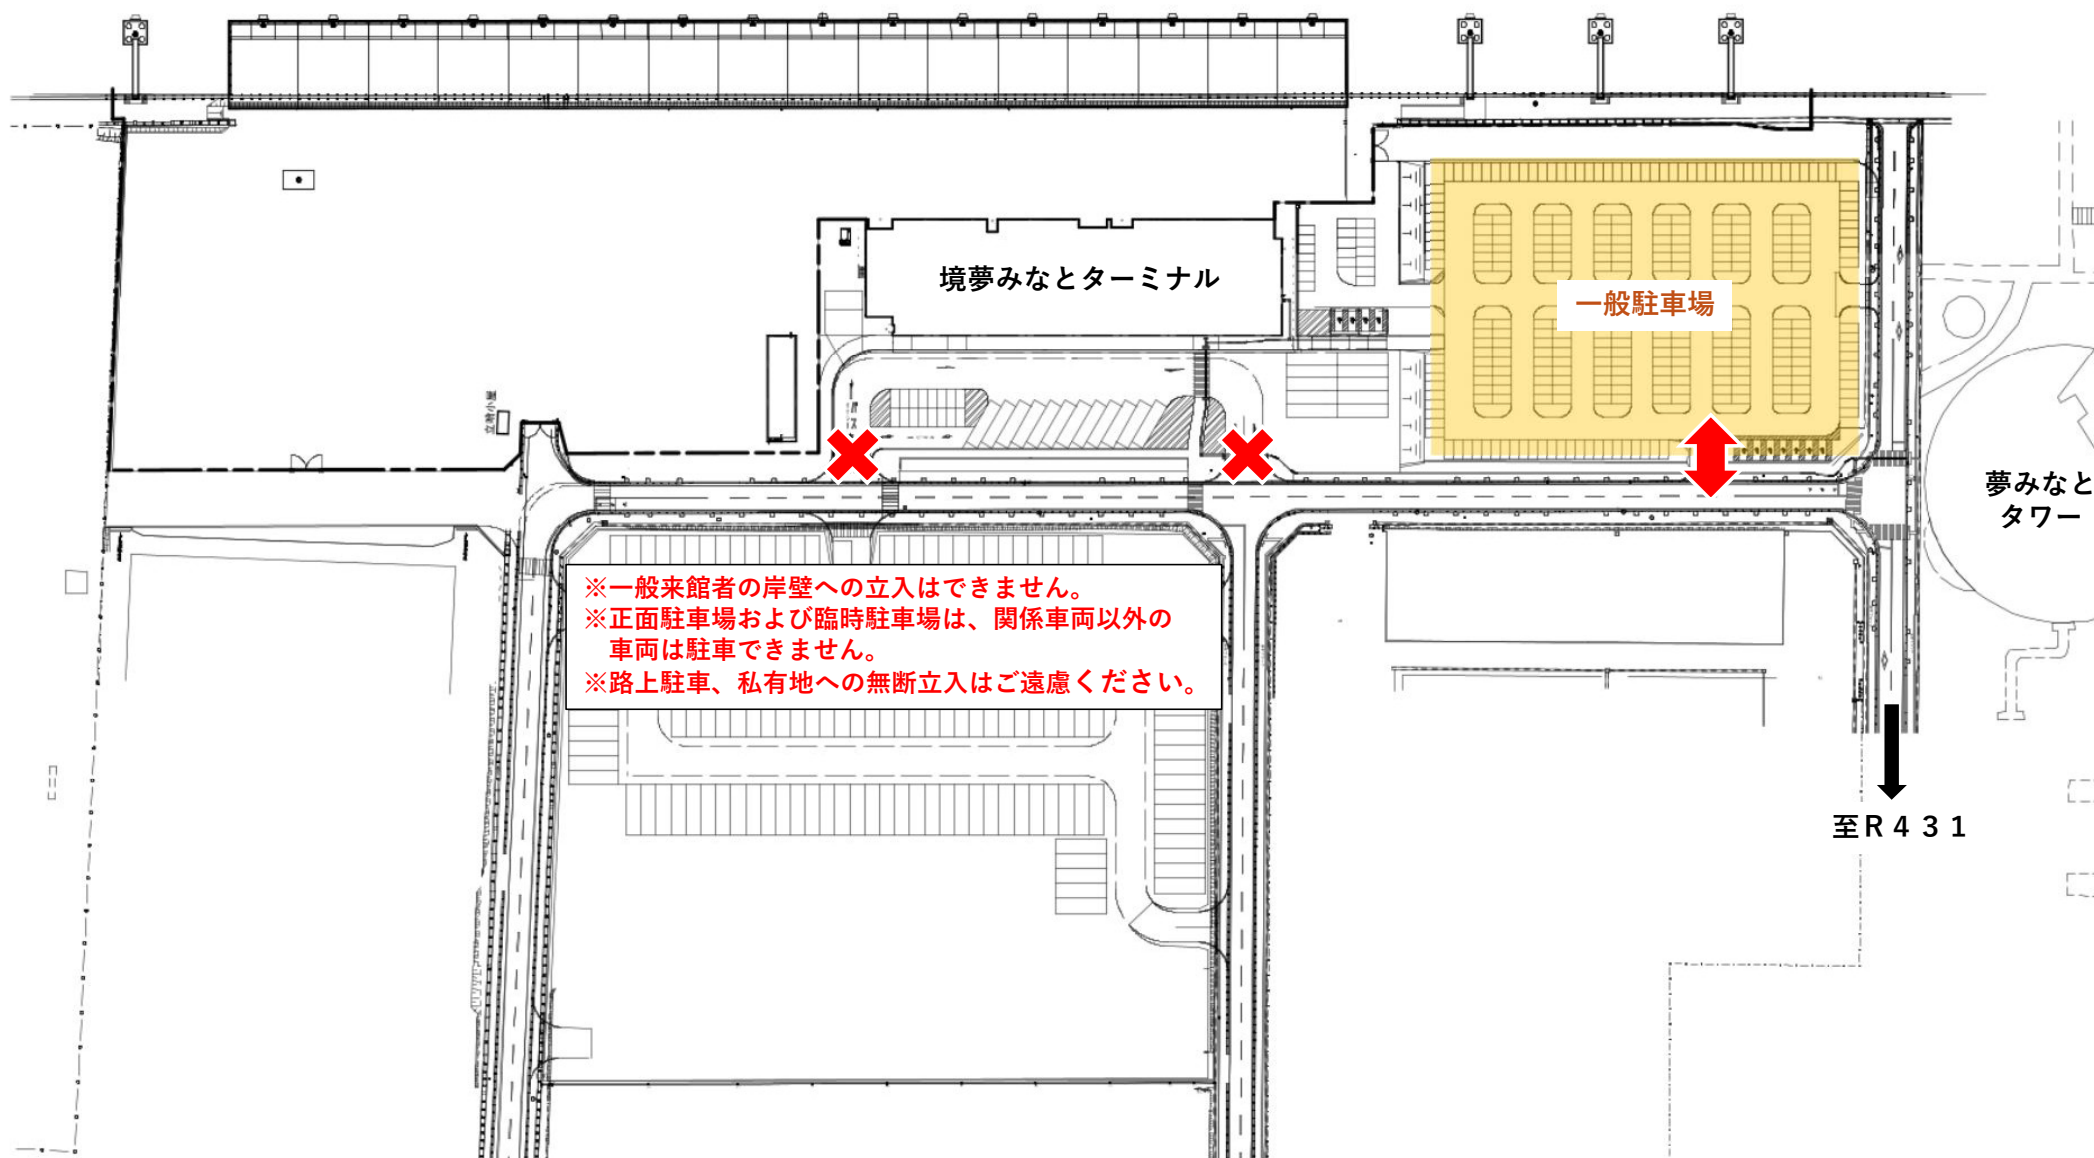 境夢みなとターミナル
一般駐車場
立哨小屋
夢みなと
タワー
※一般来館者の岸壁への立入はできません。
※正面駐車場および臨時駐車場は、関係車両以外の
車両は駐車できません。
※路上駐車、私有地への無断立入はご遠慮ください。
至Ｒ４３１